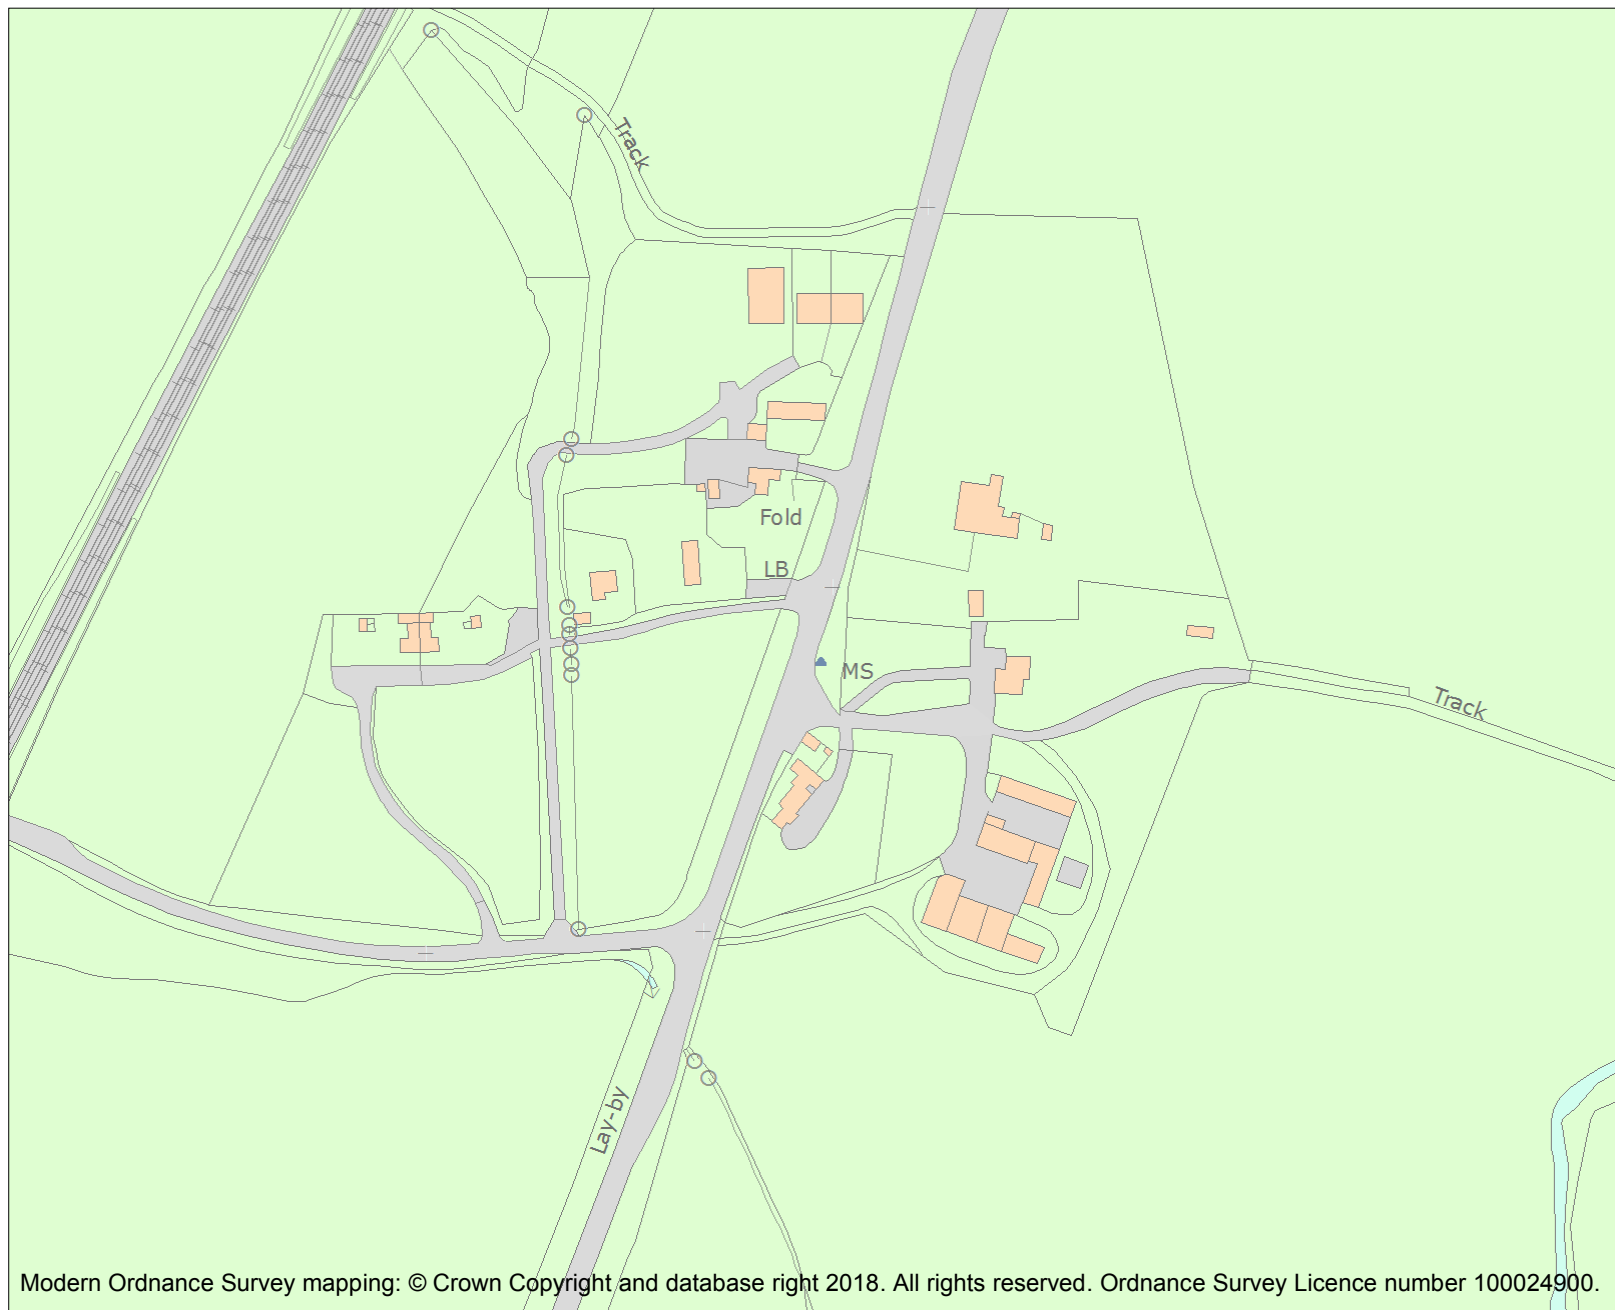 Track
Fold
LB
MS
Track
Lay-by
Modern Ordnance Survey mapping: © Crown Copyright and database right 2018. All rights reserved. Ordnance Survey Licence number 100024900.